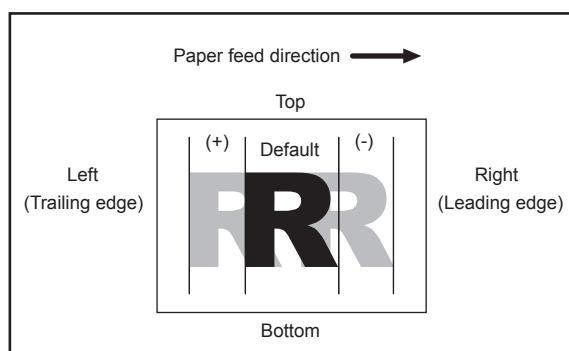 Paper feed direction
Top
(+)
Default
(-)
Left
(Trailing edge)
Right
(Leading edge)
R R R
Bottom